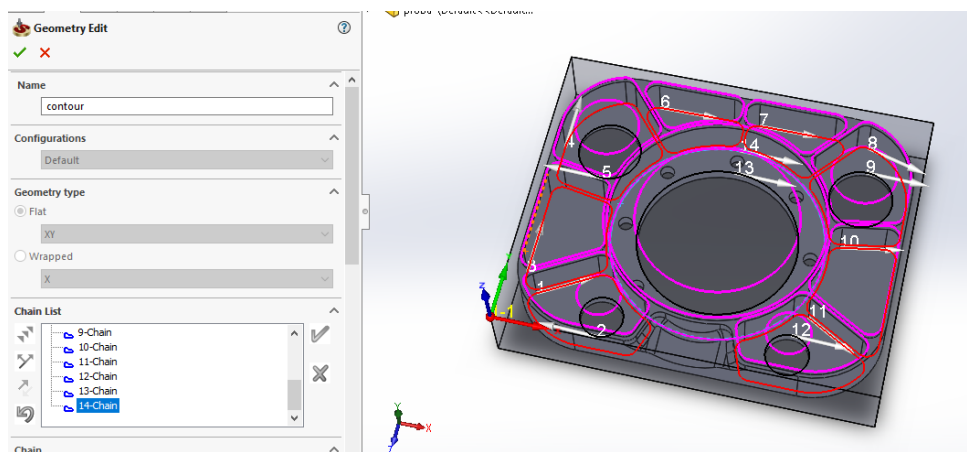 Geometry Edit
Name
contour
Configurations
Default
Geometry type
Flat
XY
Wrapped
X
Chain List
9-Chain
10-Chain
11-Chain
12-Chain
13-Chain
14-Chain
Chain
6
7
14
8
4
5
13
9
10
3
1
Z
1-1
2
11
12
Y
X
Z